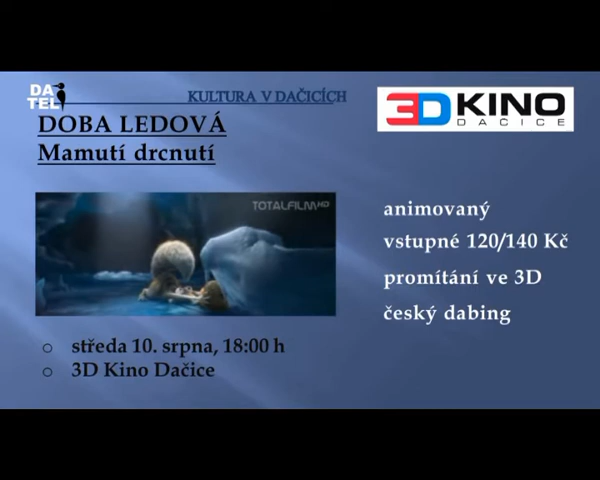 DA
TEL
KULTURA V DAČICÍCH
DOBA LEDOVÁ
Mamutí drcnutí
3D KINO
DAČICE
TOTALFILM HD
animovaný
vstupné 120/140 Kč
promítání ve 3D
český dabing
středa 10. srpna, 18:00 h
3D Kino Dačice